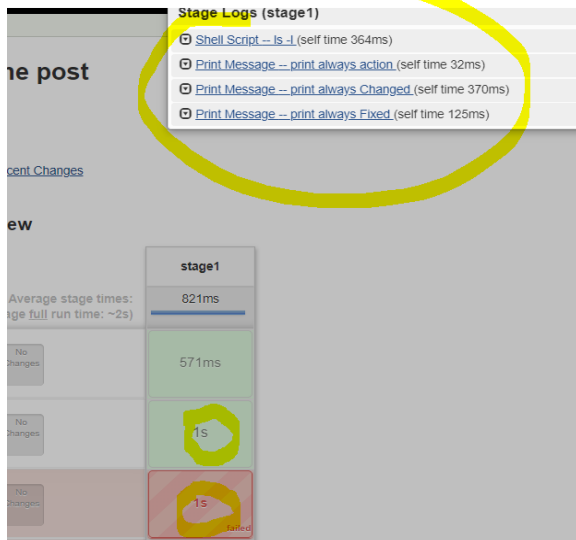 Stage Logs (stage1)
Shell Script -- ls -l (self time 364ms)
Print Message -- print always action (self time 32ms)
Print Message -- print always Changed (self time 370ms)
Print Message -- print always Fixed (self time 125ms)
ne post
cent Changes
ew
stage1
Average stage times:
age full run time: ~2s)
821ms
No
Changes
571ms
No
Changes
1s
No
Changes
1s
failed